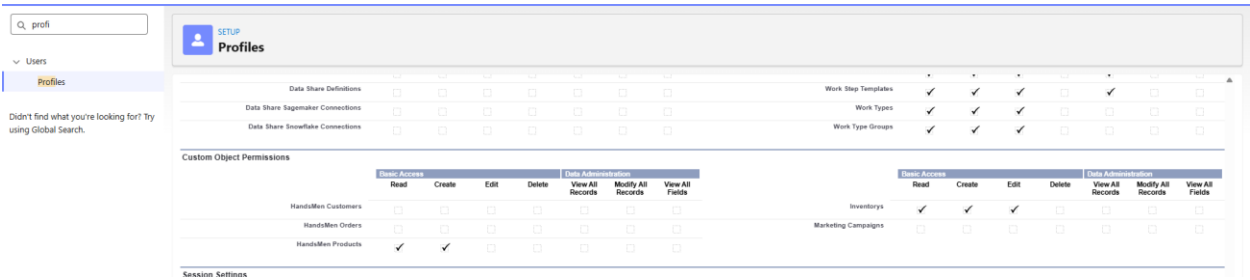 profi
SETUP
Profiles
Users
Profiles
Didn't find what you're looking for? Try
using Global Search.
Data Share Definitions
Work Step Templates
Data Share Sagemaker Connections
Work Types
Data Share Snowflake Connections
Work Type Groups
Custom Object Permissions
Basic Access Data Administration Basic Access Data Administration
Read Create Edit Delete View All Records Modify All Records View All Fields Read Create Edit Delete View All Records Modify All Records View All Fields
HandsMen Customers
Inventorys
HandsMen Orders
Marketing Campaigns
HandsMen Products
Session Settings